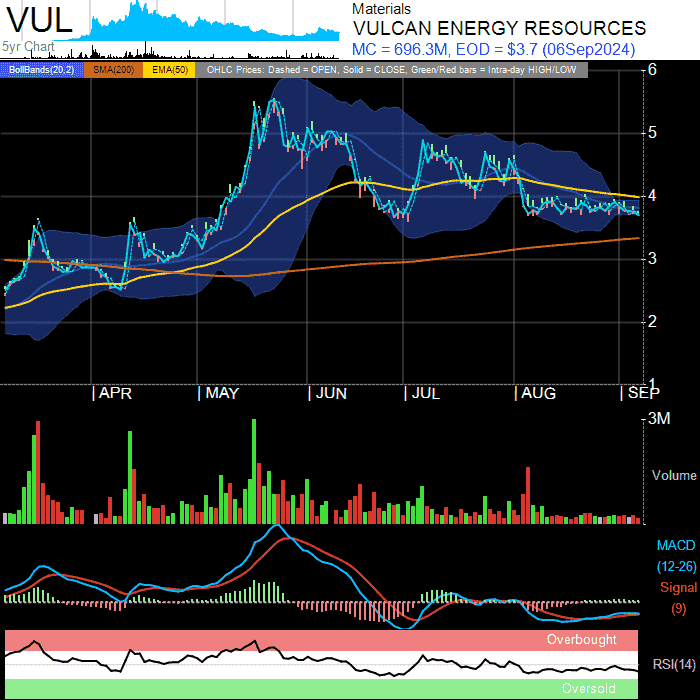 VUL
5yr Chart
Materials
VULCAN ENERGY RESOURCES
MC = 696.3M, EOD = $3.7 (06Sep2024)
BollBands(20,2) SMA(200) EMA(50) OHLC Prices: Dashed = OPEN, Solid = CLOSE, Green/Red bars = Intra-day HIGH/LOW
6
5
4
3
2
1
| APR | MAY | JUN | JUL | AUG | SEP
3M
Volume
MACD
(12-26)
Signal
(9)
Overbought
RSI(14)
Oversold